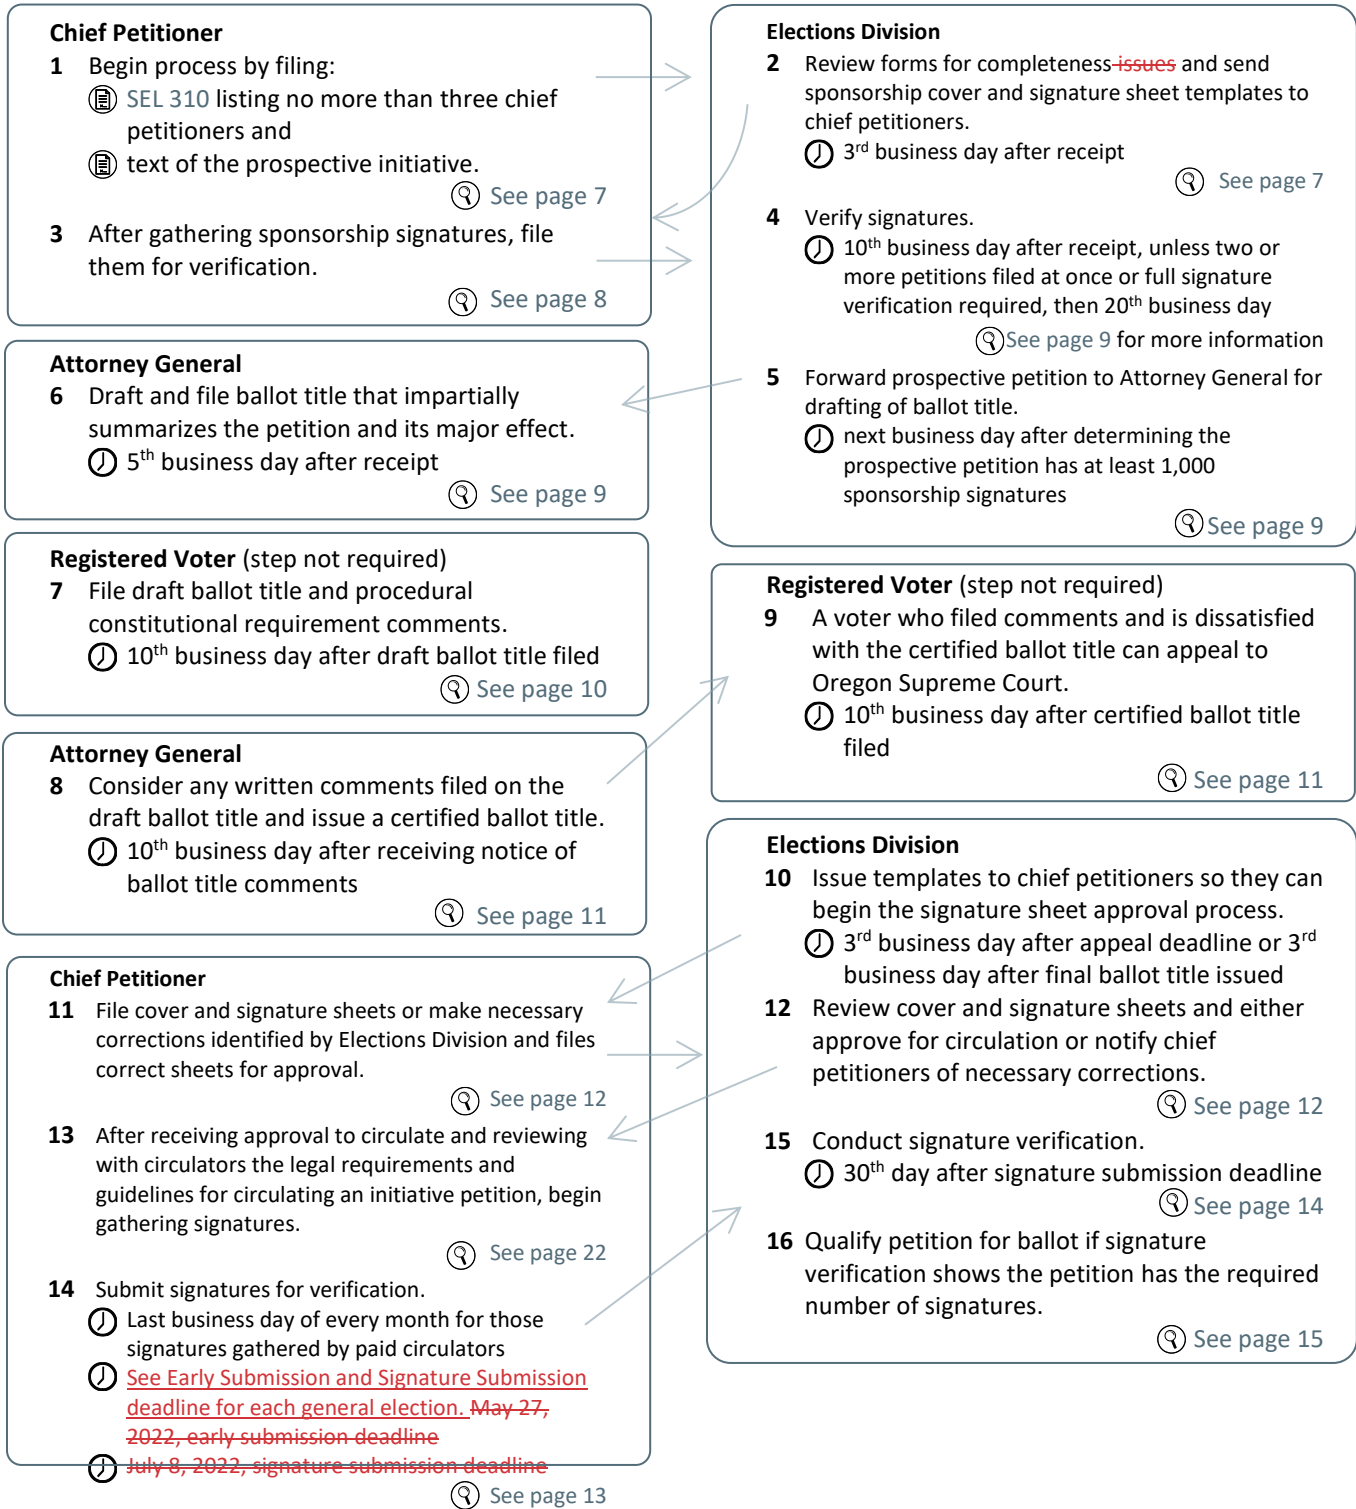 Chief Petitioner
1 Begin process by filing:
SEL 310 listing no more than three chief
petitioners and
text of the prospective initiative.
See page 7
3 After gathering sponsorship signatures, file
them for verification.
See page 8
Elections Division
2 Review forms for completeness issues and send
sponsorship cover and signature sheet templates to
chief petitioners.
3rd business day after receipt
See page 7
4 Verify signatures.
10th business day after receipt, unless two or
more petitions filed at once or full signature
verification required, then 20th business day
See page 9 for more information
5 Forward prospective petition to Attorney General for
drafting of ballot title.
next business day after determining the
prospective petition has at least 1,000
sponsorship signatures
See page 9
Attorney General
6 Draft and file ballot title that impartially
summarizes the petition and its major effect.
5th business day after receipt
See page 9
Registered Voter (step not required)
7 File draft ballot title and procedural
constitutional requirement comments.
10th business day after draft ballot title filed
See page 10
Attorney General
8 Consider any written comments filed on the
draft ballot title and issue a certified ballot title.
10th business day after receiving notice of
ballot title comments
See page 11
Registered Voter (step not required)
9 A voter who filed comments and is dissatisfied
with the certified ballot title can appeal to
Oregon Supreme Court.
10th business day after certified ballot title
filed
See page 11
Elections Division
10 Issue templates to chief petitioners so they can
begin the signature sheet approval process.
3rd business day after appeal deadline or 3rd
business day after final ballot title issued
12 Review cover and signature sheets and either
approve for circulation or notify chief
petitioners of necessary corrections.
See page 12
15 Conduct signature verification.
30th day after signature submission deadline
See page 14
16 Qualify petition for ballot if signature
verification shows the petition has the required
number of signatures.
See page 15
Chief Petitioner
11 File cover and signature sheets or make necessary
corrections identified by Elections Division and files
correct sheets for approval.
See page 12
13 After receiving approval to circulate and reviewing
with circulators the legal requirements and
guidelines for circulating an initiative petition, begin
gathering signatures.
See page 22
14 Submit signatures for verification.
Last business day of every month for those
signatures gathered by paid circulators
See Early Submission and Signature Submission
deadline for each general election. May 27,
2022, early submission deadline
July 8, 2022, signature submission deadline
See page 13